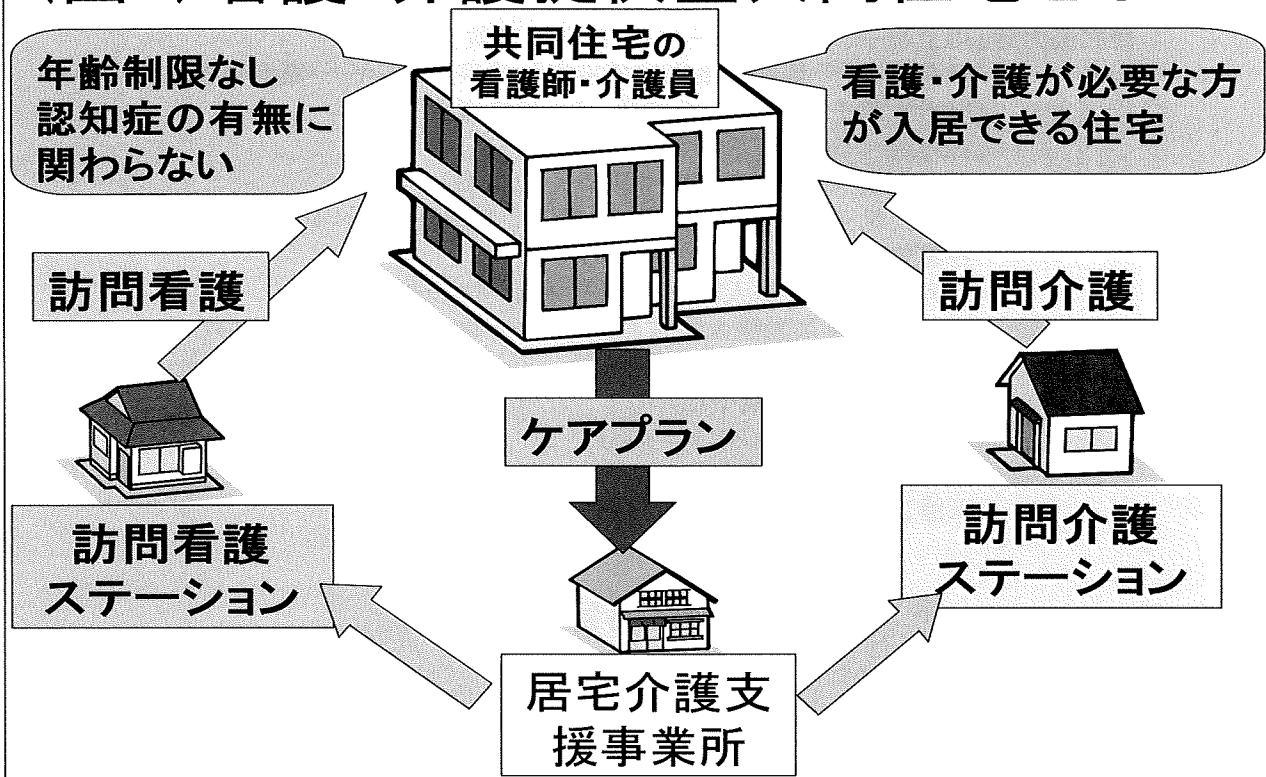 共同住宅の
看護師・介護員
年齢制限なし
認知症の有無に
関わらない
看護・介護が必要な方
が入居できる住宅
訪問看護
訪問介護
ケアプラン
訪問看護
ステーション
訪問介護
ステーション
居宅介護支
援事業所